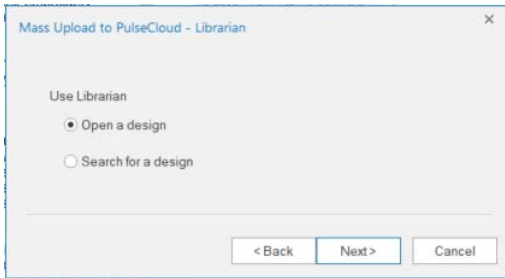 Mass Upload to PulseCloud - Librarian
Use Librarian
Open a design
Search for a design
< Back Next > Cancel